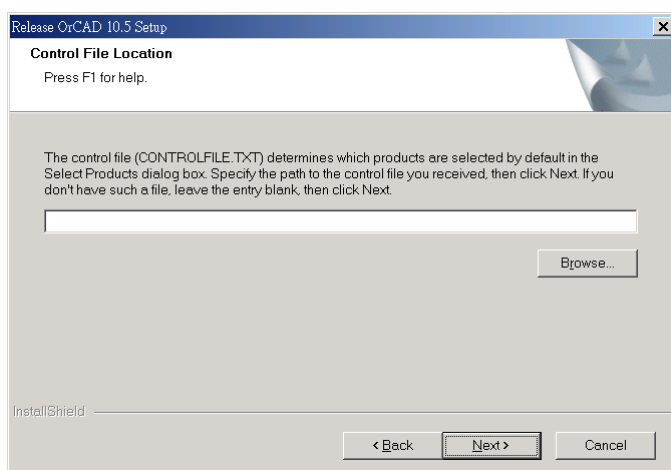 Release OrCAD 10.5 Setup
Control File Location
Press F1 for help.
The control file (CONTROLFILE.TXT) determines which products are selected by default in the
Select Products dialog box. Specify the path to the control file you received, then click Next. If you
don't have such a file, leave the entry blank, then click Next.
Browse...
InstallShield
< Back
Next >
Cancel